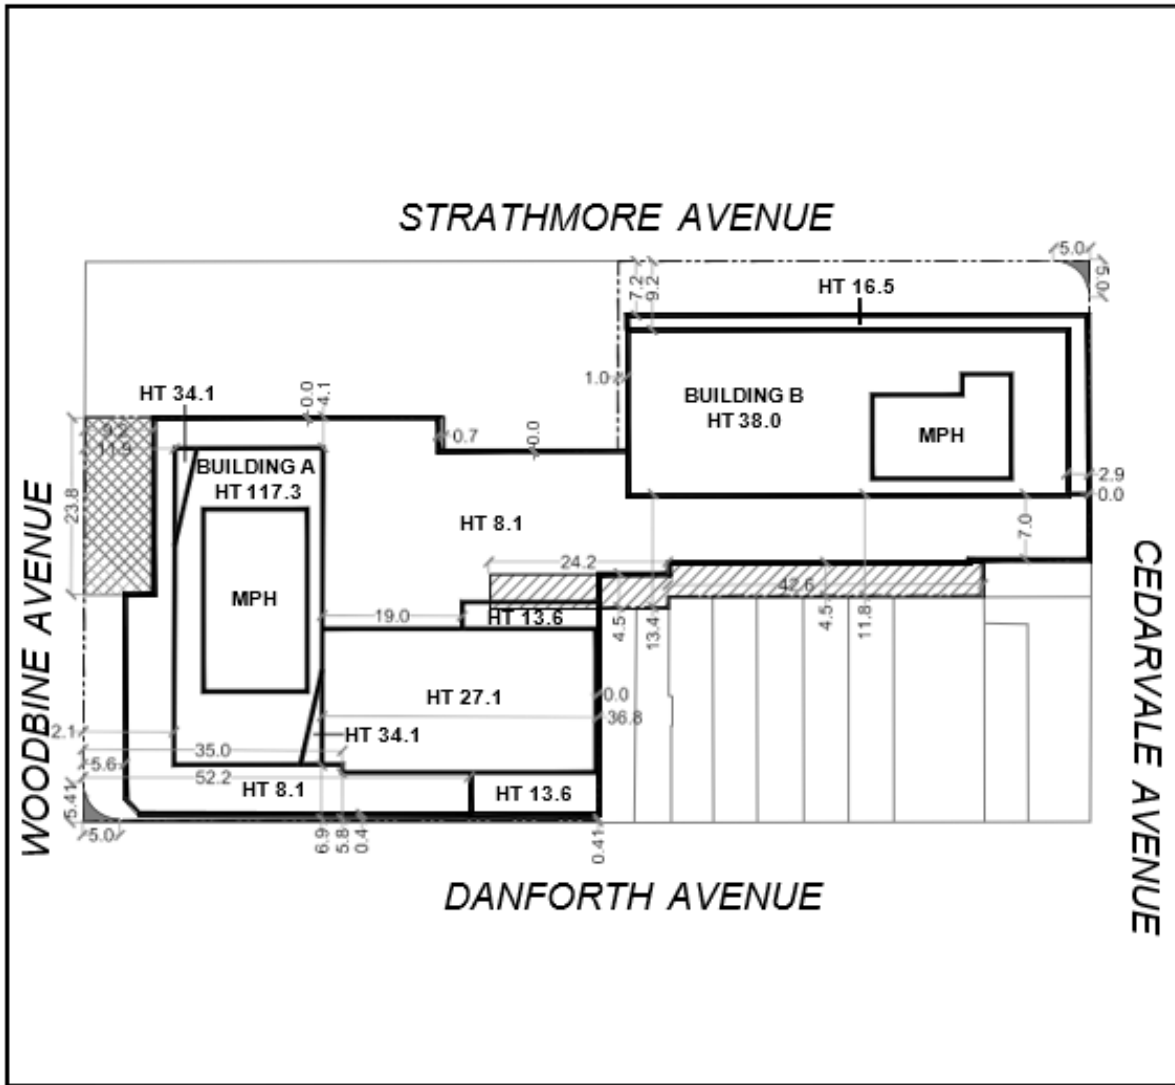 STRATHMORE AVENUE
5.0
5.0
7.2
9.2
HT 16.5
HT 34.1
0.0
4.1
1.0
BUILDING B
HT 38.0
MPH
9.2
11.9
0.7
0.0
BUILDING A
HT 117.3
23.8
2.9
0.0
HT 8.1
7.0
24.2
42.6
MPH
19.0
HT 13.6
4.5
13.4
4.5
11.8
WOODBINE AVENUE
CEDARVALE AVENUE
HT 27.1
0.0
36.8
2.1
HT 34.1
35.0
5.6
52.2
HT 8.1
HT 13.6
5.41
5.0
6.9
5.8
0.4
0.41
DANFORTH AVENUE